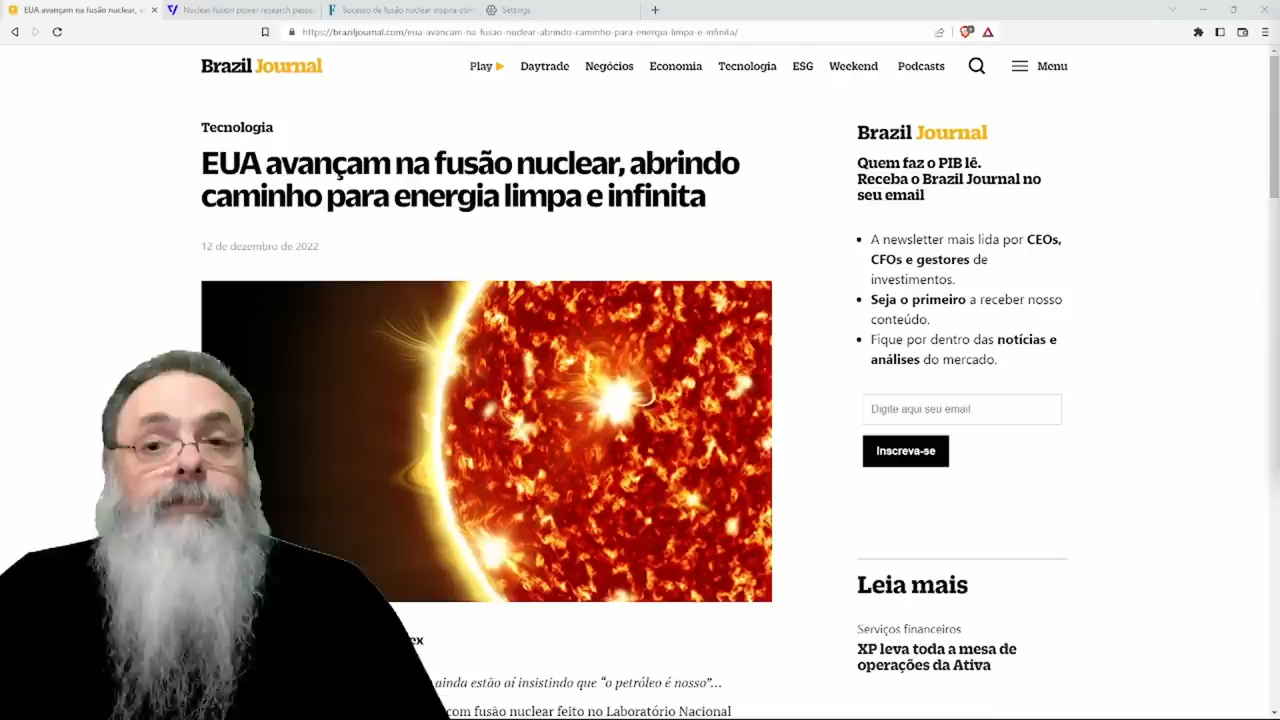 EUA avançam na fusão nuclear, a
Nuclear fusion power research passes
Sucesso de fusão nuclear inspira otim
Settings
https://braziljournal.com/eua-avancam-na-fusao-nuclear-abrindo-caminho-para-energia-limpa-e-infinita/
Brazil Journal
Play
Daytrade
Negócios
Economia
Tecnologia
ESG
Weekend
Podcasts
Menu
Tecnologia
EUA avançam na fusão nuclear, abrindo
caminho para energia limpa e infinita
12 de dezembro de 2022
ex
ainda estão aí insistindo que “o petróleo é nosso”...
com fusão nuclear feito no Laboratório Nacional
Brazil Journal
Quem faz o PIB lê.
Receba o Brazil Journal no
seu email
A newsletter mais lida por CEOs,
CFOs e gestores de
investimentos.
Seja o primeiro a receber nosso
conteúdo.
Fique por dentro das notícias e
análises do mercado.
Digite aqui seu email
Inscreva-se
Leia mais
Serviços financeiros
XP leva toda a mesa de
operações da Ativa